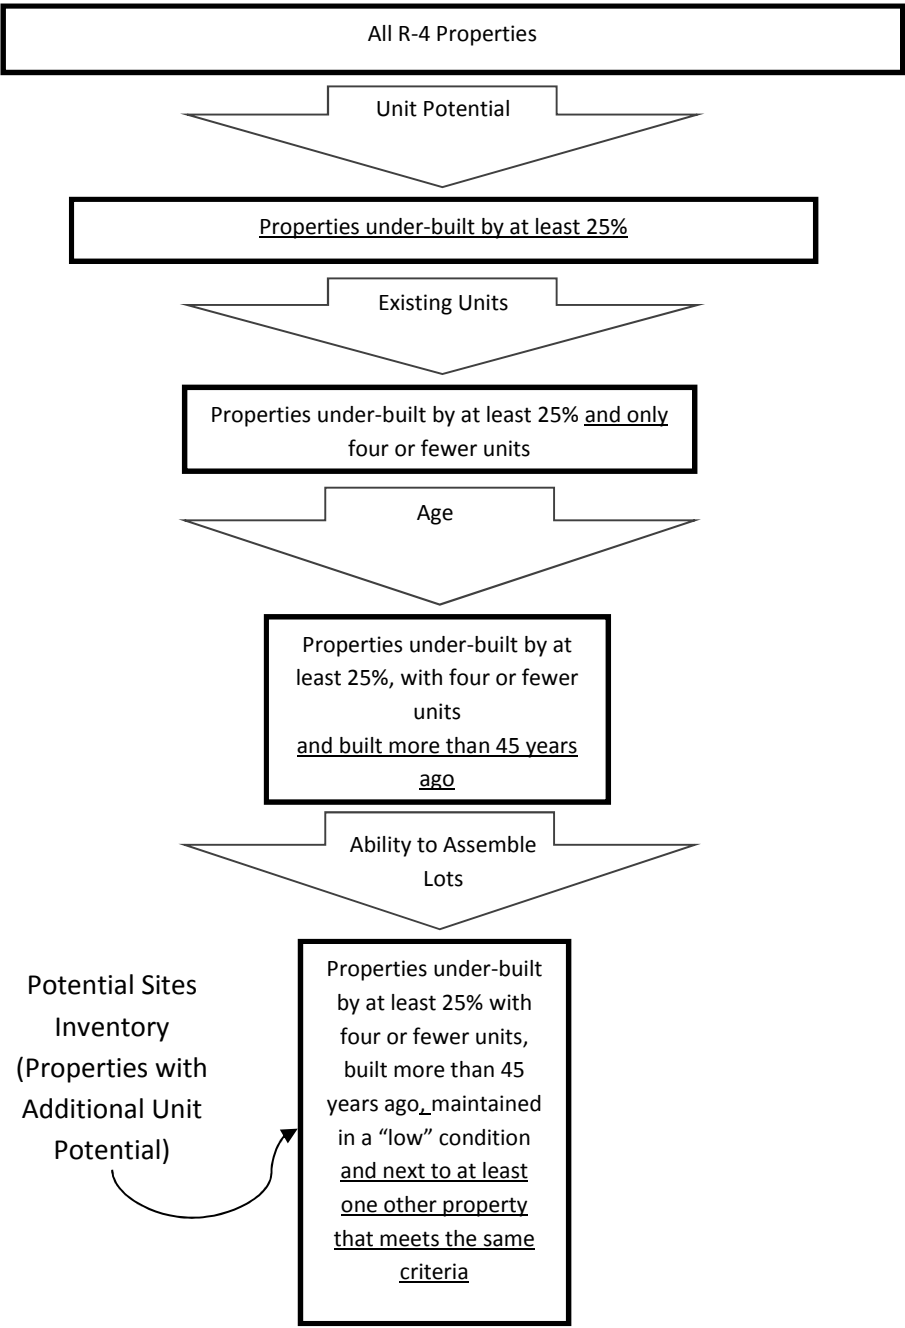 All R-4 Properties
Unit Potential
Properties under-built by at least 25%
Existing Units
Properties under-built by at least 25% and only
four or fewer units
Age
Properties under-built by at
least 25%, with four or fewer
units
and built more than 45 years
ago
Ability to Assemble
Lots
Potential Sites
Inventory
(Properties with
Additional Unit
Potential)
Properties under-built
by at least 25% with
four or fewer units,
built more than 45
years ago, maintained
in a “low” condition
and next to at least
one other property
that meets the same
criteria